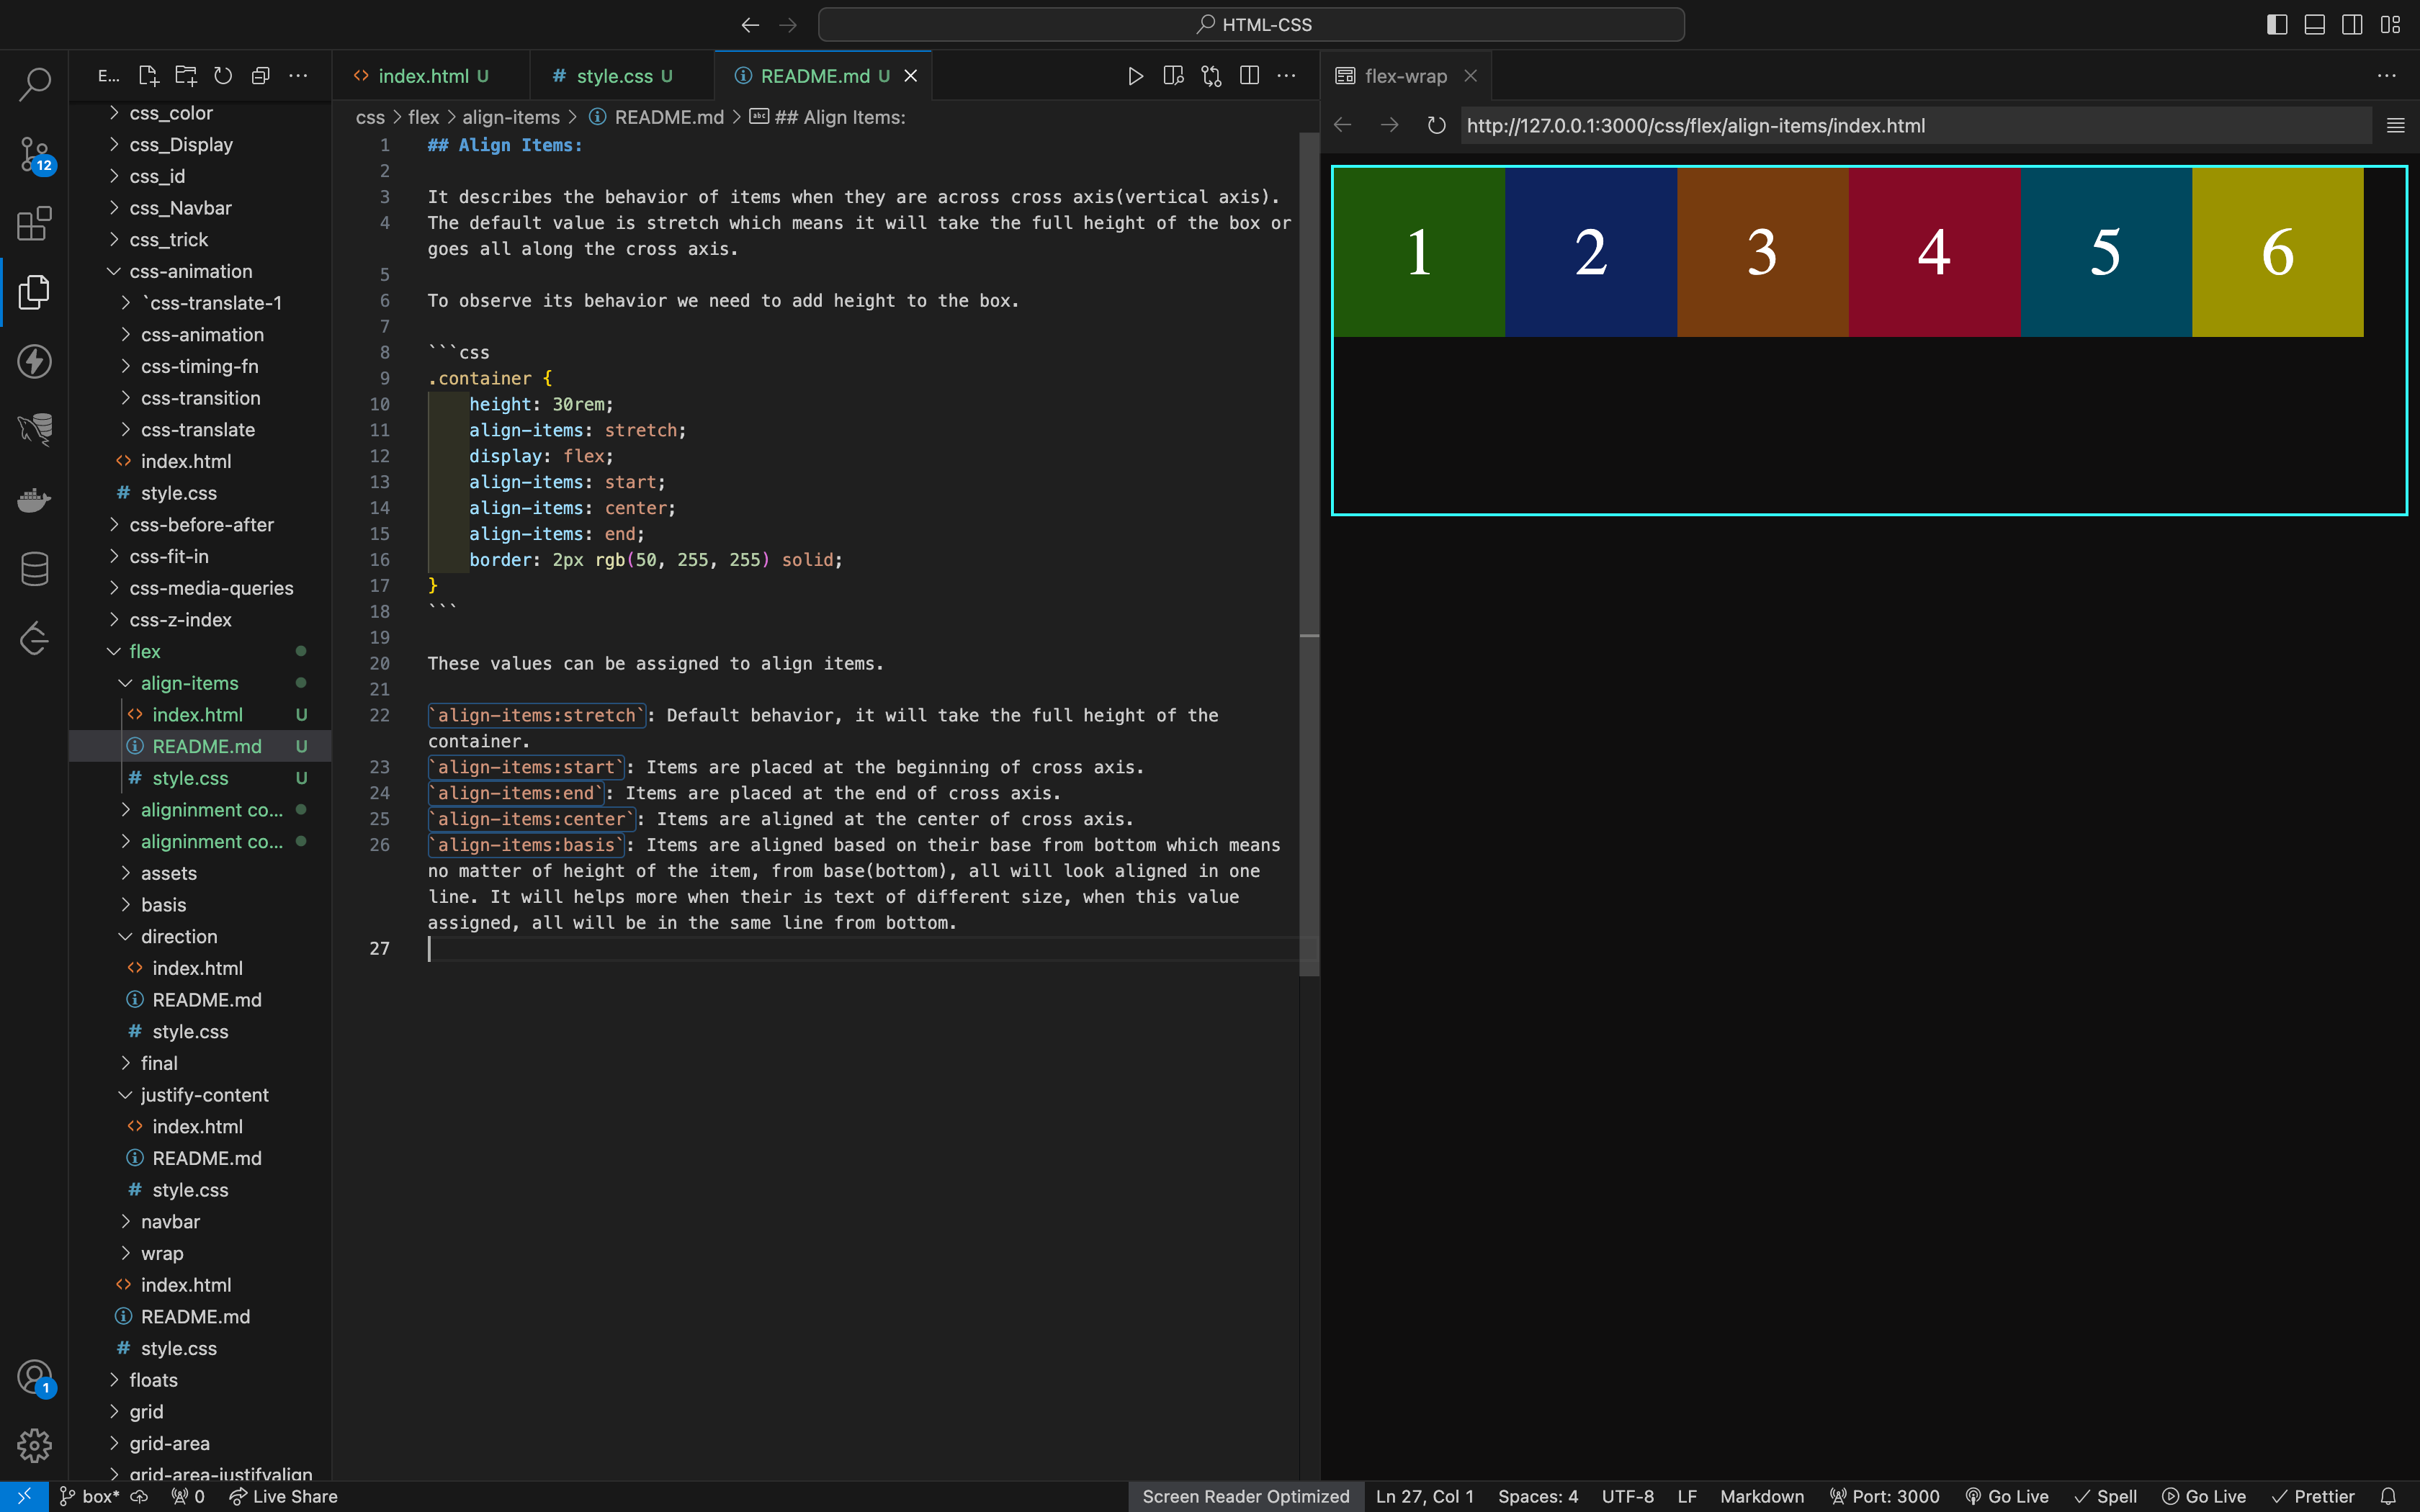 HTML-CSS
E...
index.html U
# style.css U
README.md U
flex-wrap
css > flex > align-items > README.md > ## Align Items:
http://127.0.0.1:3000/css/flex/align-items/index.html
css_color
css_Display
css_id
css_Navbar
css_trick
css-animation
`css-translate-1
css-animation
css-timing-fn
css-transition
css-translate
index.html
# style.css
css-before-after
css-fit-in
css-media-queries
css-z-index
flex
align-items
index.html U
README.md U
# style.css U
aligninment co...
aligninment co...
assets
basis
direction
index.html
README.md
# style.css
final
justify-content
index.html
README.md
# style.css
navbar
wrap
index.html
README.md
# style.css
floats
grid
grid-area
grid-area-justifyalign
1 ## Align Items:
2
3 It describes the behavior of items when they are across cross axis(vertical axis).
4 The default value is stretch which means it will take the full height of the box or
goes all along the cross axis.
5
6 To observe its behavior we need to add height to the box.
7
8 ```css
9 .container {
10 height: 30rem;
11 align-items: stretch;
12 display: flex;
13 align-items: start;
14 align-items: center;
15 align-items: end;
16 border: 2px rgb(50, 255, 255) solid;
17 }
18 ```
19
20 These values can be assigned to align items.
21
22 `align-items:stretch`: Default behavior, it will take the full height of the
container.
23 `align-items:start`: Items are placed at the beginning of cross axis.
24 `align-items:end`: Items are placed at the end of cross axis.
25 `align-items:center`: Items are aligned at the center of cross axis.
26 `align-items:basis`: Items are aligned based on their base from bottom which means
no matter of height of the item, from base(bottom), all will look aligned in one
line. It will helps more when their is text of different size, when this value
assigned, all will be in the same line from bottom.
27
1 2 3 4 5 6
12
1
box* 0 Live Share
Screen Reader Optimized Ln 27, Col 1 Spaces: 4 UTF-8 LF Markdown Port: 3000 Go Live Spell Go Live Prettier